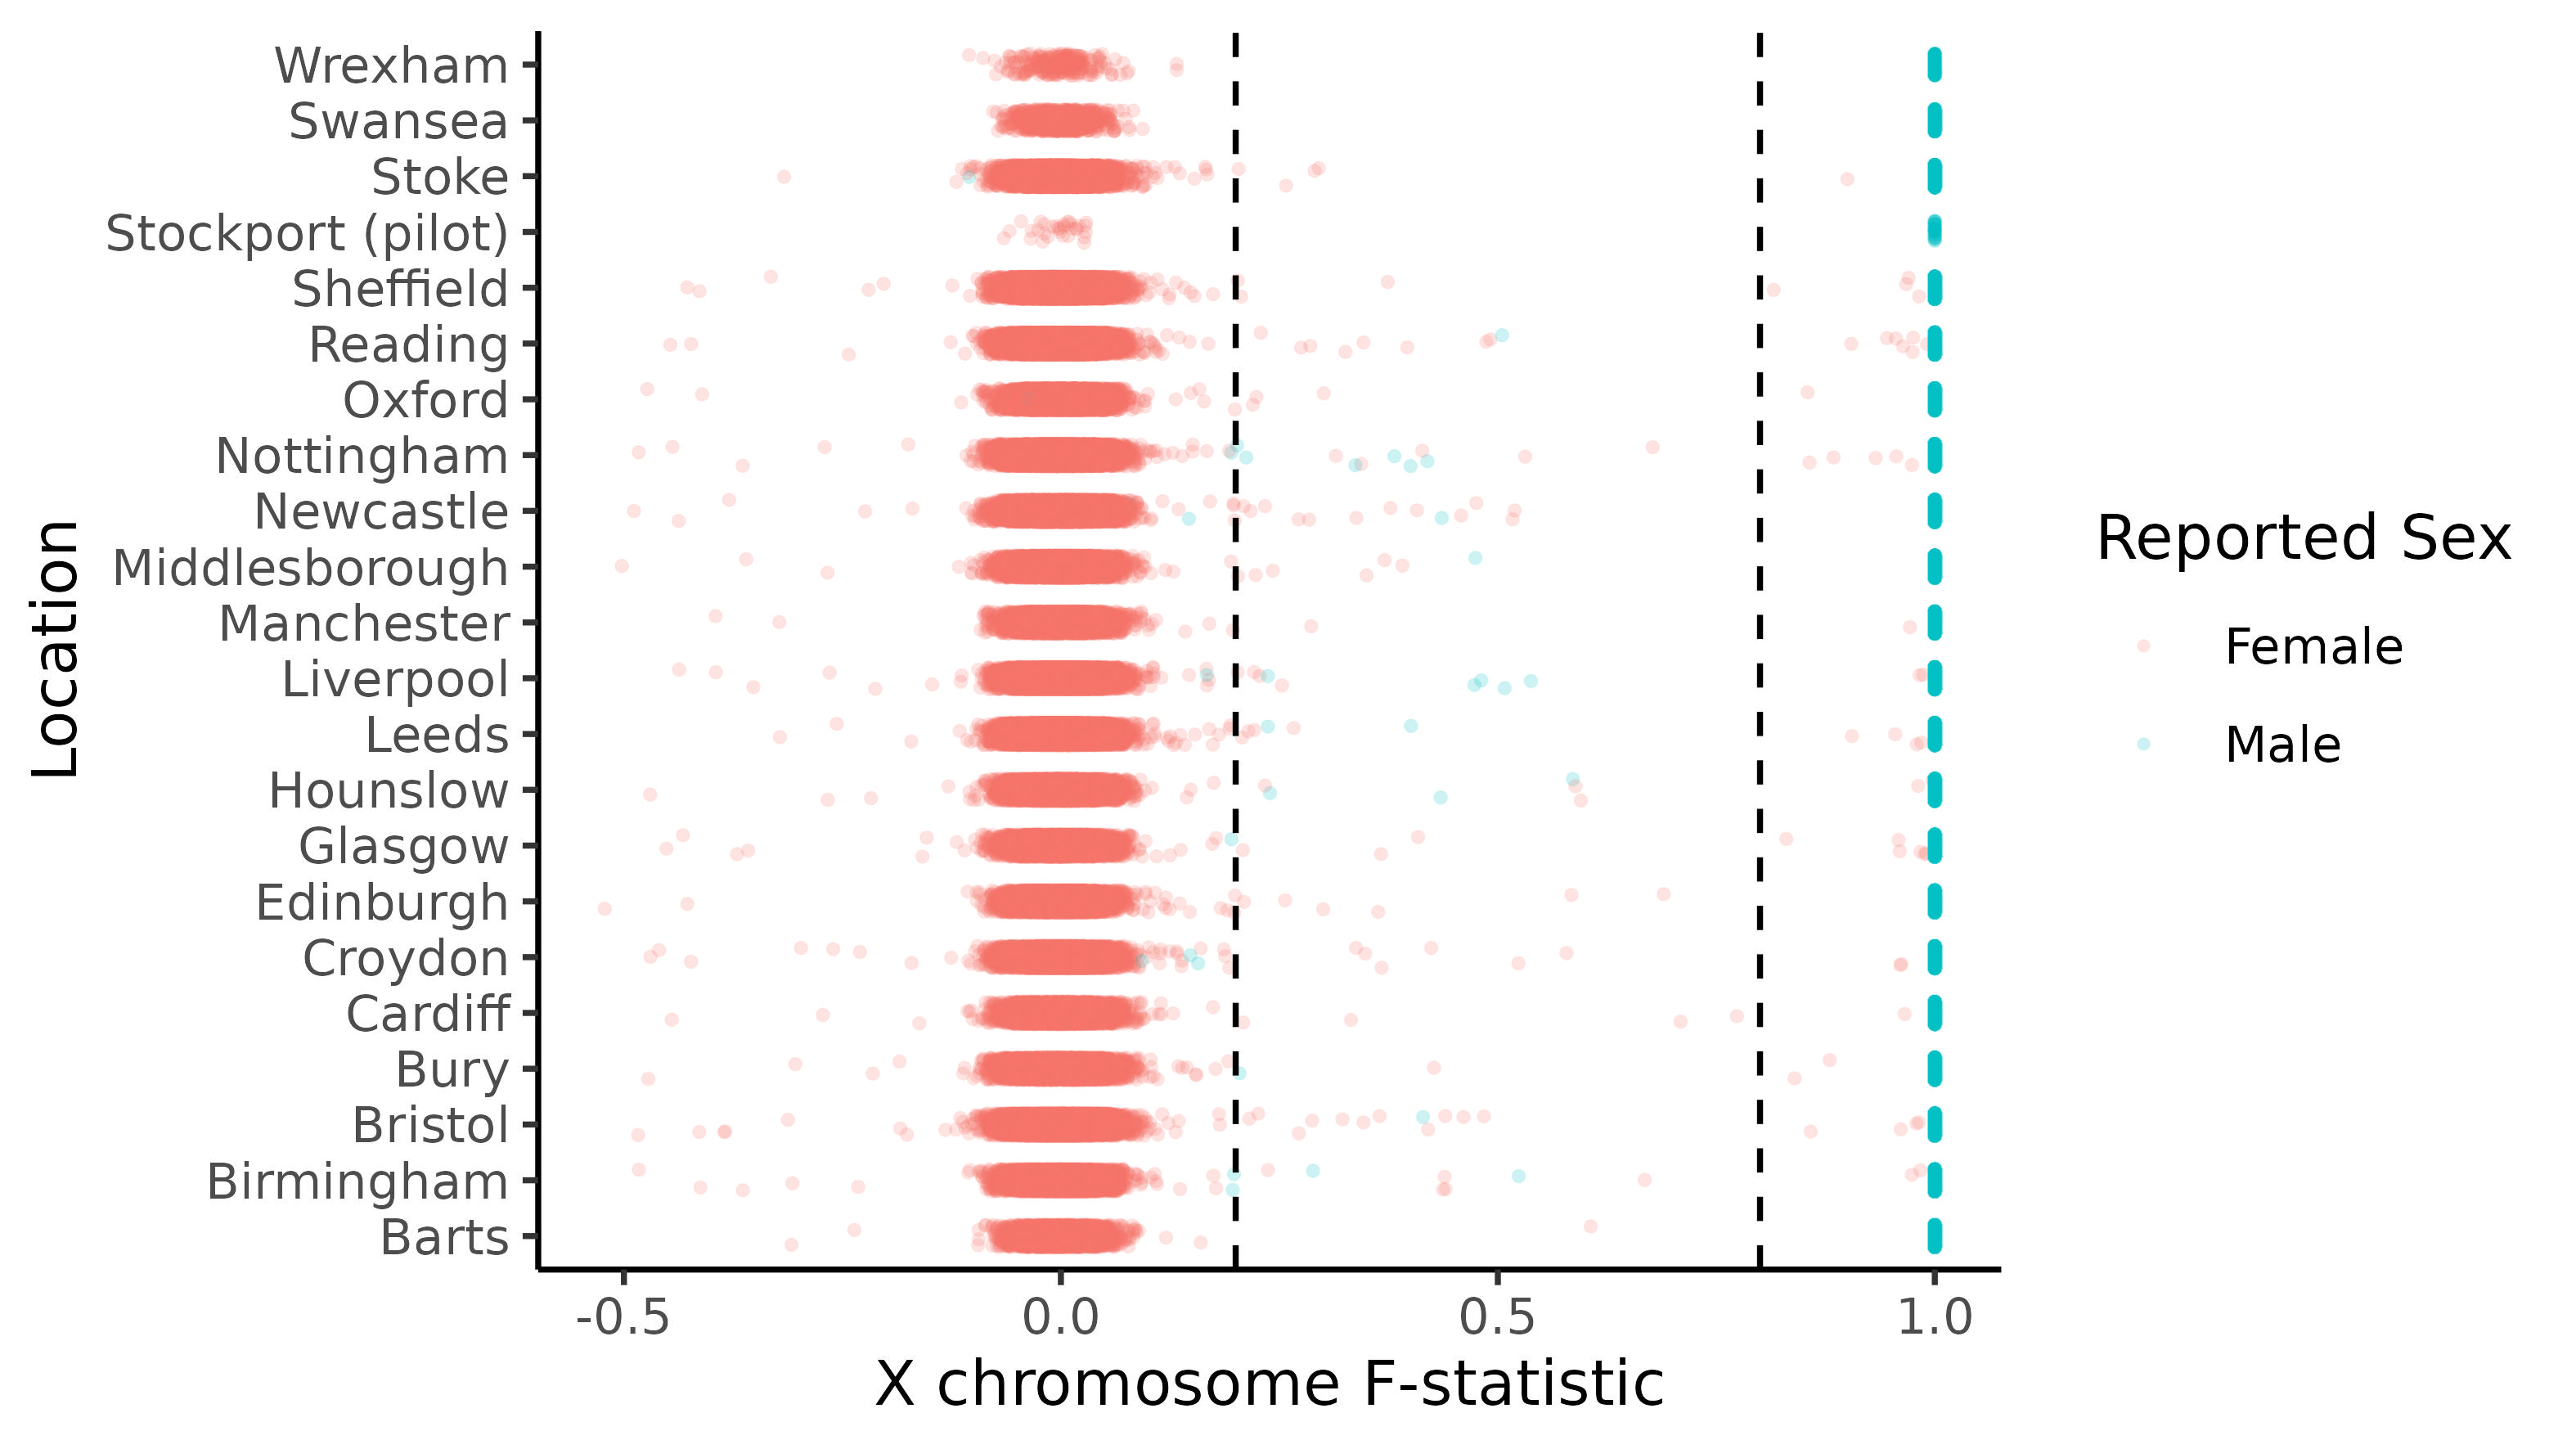 Wrexham
Swansea
Stoke
Stockport (pilot)
Sheffield
Reading
Oxford
Nottingham
Newcastle
Middlesborough
Manchester
Liverpool
Leeds
Hounslow
Glasgow
Edinburgh
Croydon
Cardiff
Bury
Bristol
Birmingham
Barts
Location
-0.5 0.0 0.5 1.0
X chromosome F-statistic
Reported Sex
Female
Male